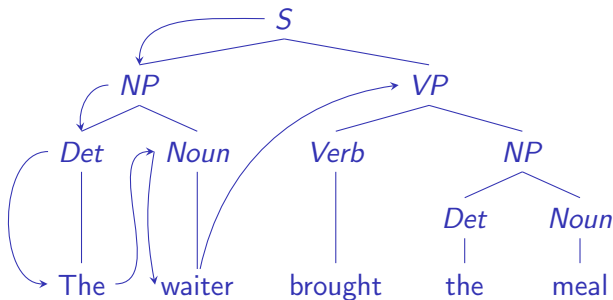 S
NP VP
Det Noun Verb NP
Det Noun
The waiter brought the meal